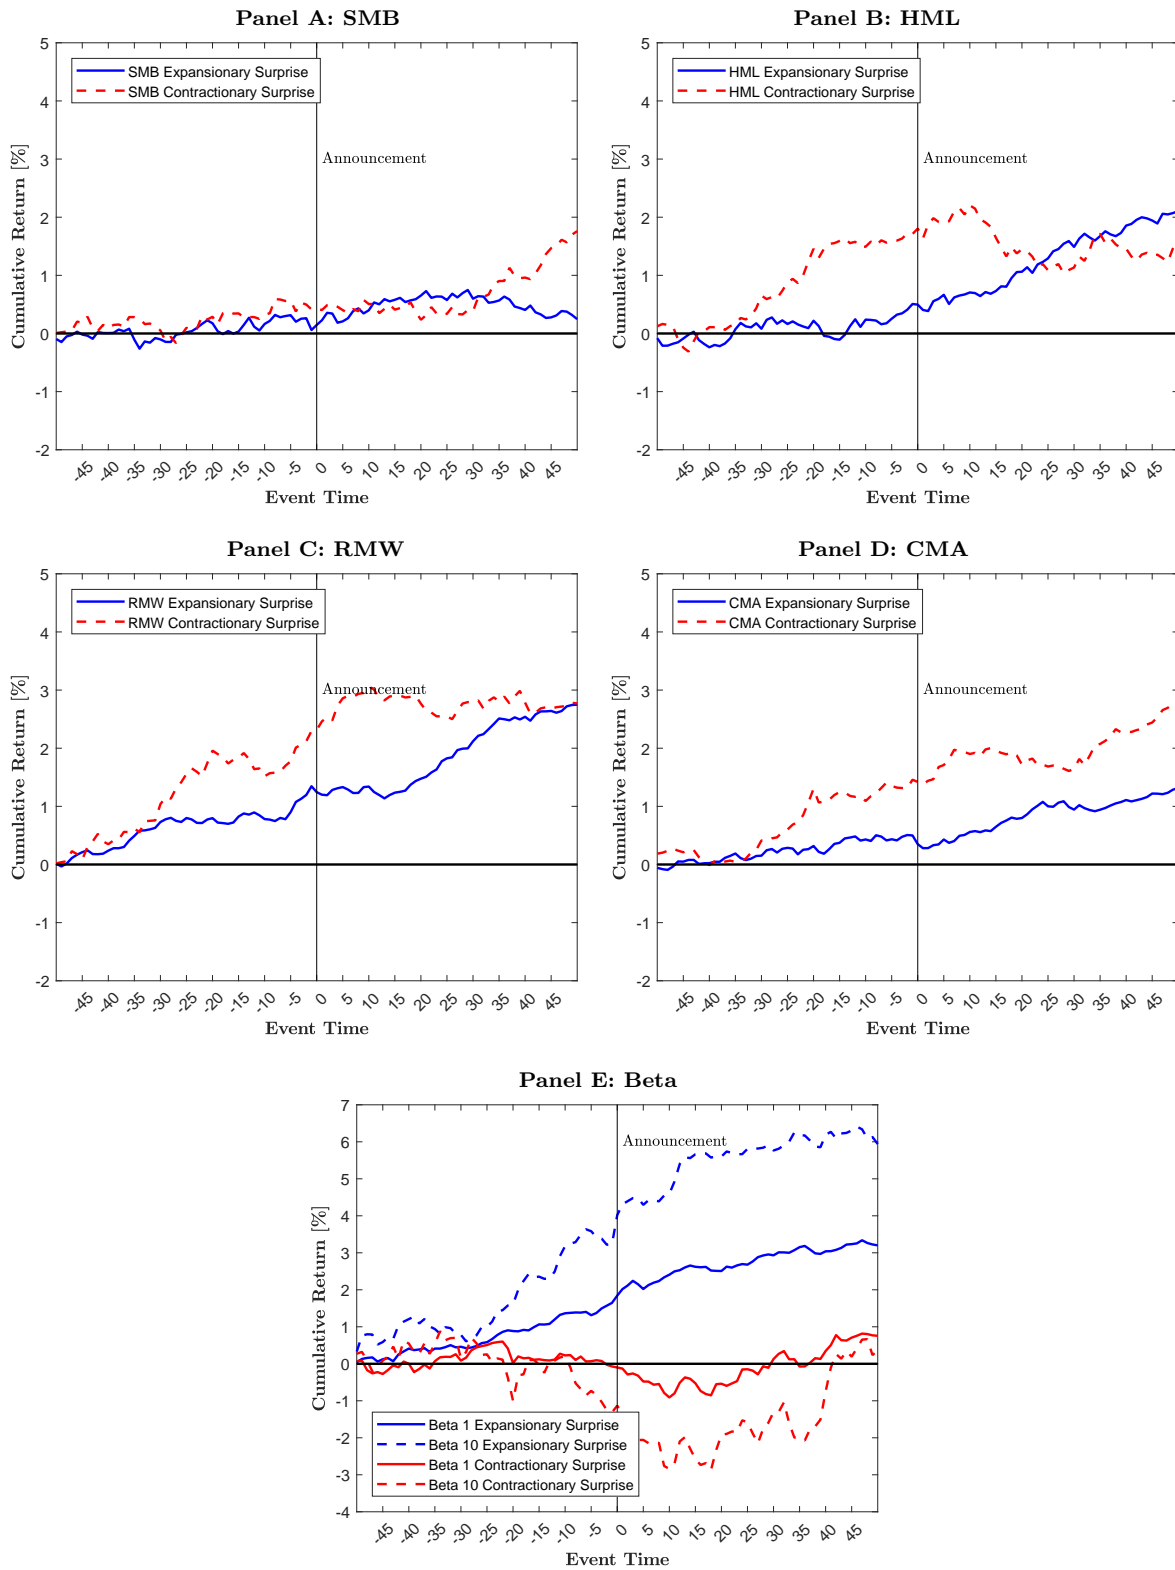 Panel A: SMB
5
4
3
2
1
0
-1
-2
Cumulative Return [%]
SMB Expansionary Surprise
SMB Contractionary Surprise
Announcement
-45 -40 -35 -30 -25 -20 -15 -10 -5 0 5 10 15 20 25 30 35 40 45
Event Time
Panel B: HML
5
4
3
2
1
0
-1
-2
Cumulative Return [%]
HML Expansionary Surprise
HML Contractionary Surprise
Announcement
-45 -40 -35 -30 -25 -20 -15 -10 -5 0 5 10 15 20 25 30 35 40 45
Event Time
Panel C: RMW
5
4
3
2
1
0
-1
-2
Cumulative Return [%]
RMW Expansionary Surprise
RMW Contractionary Surprise
Announcement
-45 -40 -35 -30 -25 -20 -15 -10 -5 0 5 10 15 20 25 30 35 40 45
Event Time
Panel D: CMA
5
4
3
2
1
0
-1
-2
Cumulative Return [%]
CMA Expansionary Surprise
CMA Contractionary Surprise
Announcement
-45 -40 -35 -30 -25 -20 -15 -10 -5 0 5 10 15 20 25 30 35 40 45
Event Time
Panel E: Beta
7
6
5
4
3
2
1
0
-1
-2
-3
-4
Cumulative Return [%]
Announcement
Beta 1 Expansionary Surprise
Beta 10 Expansionary Surprise
Beta 1 Contractionary Surprise
Beta 10 Contractionary Surprise
-45 -40 -35 -30 -25 -20 -15 -10 -5 0 5 10 15 20 25 30 35 40 45
Event Time